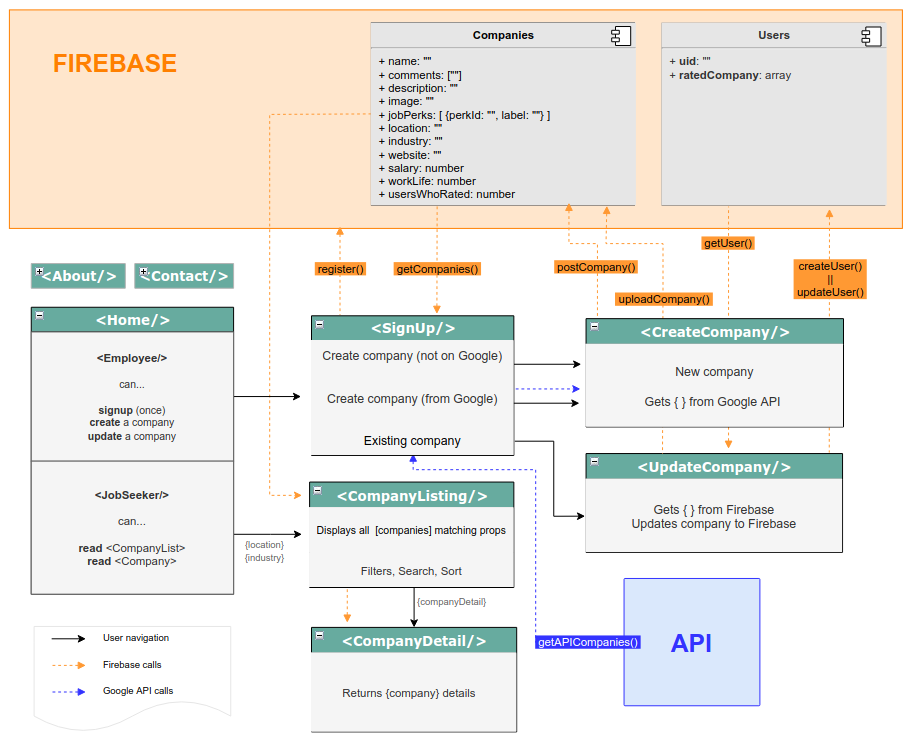 FIREBASE
Companies
+ name: ""
+ comments: [""]
+ description: ""
+ image: ""
+ jobPerks: [ {perkId: "", label: ""} ]
+ location: ""
+ industry: ""
+ website: ""
+ salary: number
+ workLife: number
+ usersWhoRated: number
Users
+ uid: ""
+ ratedCompany: array
register()
getCompanies()
postCompany()
uploadCompany()
getUser()
createUser()
||
updateUser()
<About/>
<Contact/>
<Home/>
<Employee/>
can...
signup (once)
create a company
update a company
<JobSeeker/>
can...
read <CompanyList>
read <Company>
{location}
{industry}
<SignUp/>
Create company (not on Google)
Create company (from Google)
Existing company
<CreateCompany/>
New company
Gets { } from Google API
<UpdateCompany/>
Gets { } from Firebase
Updates company to Firebase
<CompanyListing/>
Displays all [companies] matching props
Filters, Search, Sort
{companyDetail}
<CompanyDetail/>
Returns {company} details
getAPICompanies()
API
User navigation
Firebase calls
Google API calls